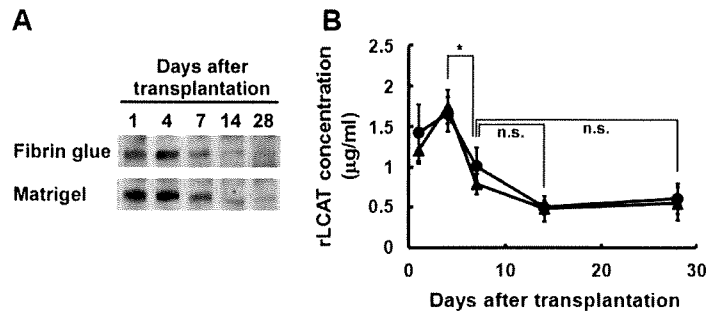 A
Days after
transplantation
1 4 7 14 28
Fibrin glue
Matrigel
B
rLCAT concentration
(μg/ml)
2.5
2
1.5
1
0.5
0
*
n.s.
n.s.
0 10 20 30
Days after transplantation